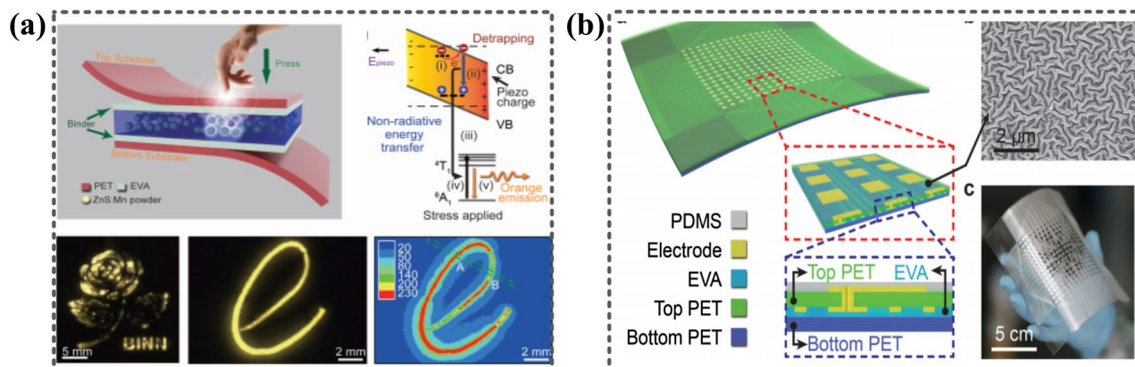 (a)
Top Substrate
Press
Binder
Bottom Substrate
PET
EVA
ZnS:Mn powder
Detrapping
Epiezo
(i)
e
(ii)
CB
Piezo
charge
VB
Non-radiative
energy
transfer
(iii)
⁴T₁
(iv)
(v)
⁶A₁
Orange
emission
Stress applied
BINN
5 mm
2 mm
20
50
80
140
200
230
A
B
2 mm
(b)
PDMS
Electrode
EVA
Top PET
Bottom PET
Top PET
EVA
Bottom PET
2 μm
c
5 cm